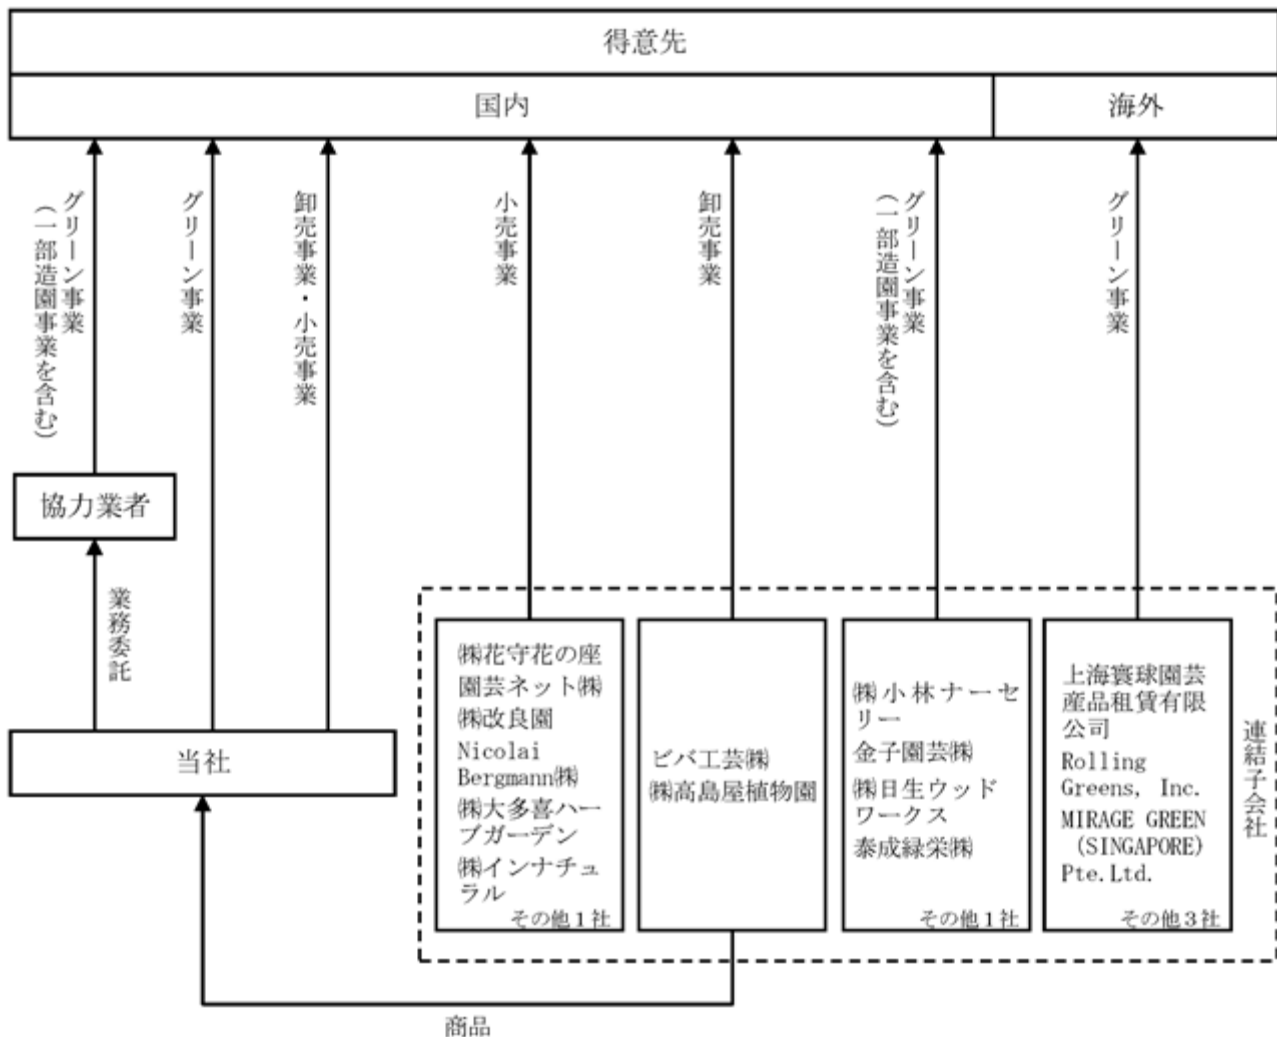 得意先
国内
海外
グリーン事業
(一部造園事業を含む)
グリーン事業
卸売事業・小売事業
小売事業
卸売事業
グリーン事業
(一部造園事業を含む)
グリーン事業
協力業者
業務委託
当社
㈱花守花の座
園芸ネット㈱
㈱改良園
Nicolai
Bergmann㈱
㈱大多喜ハー
ブガーデン
㈱インナチュ
ラル
その他1社
ビバ工芸㈱
㈱髙島屋植物園
㈱小林ナーセ
リー
金子園芸㈱
㈱日生ウッド
ワークス
泰成緑栄㈱
その他1社
上海寰球園芸
産品租賃有限
公司
Rolling
Greens, Inc.
MIRAGE GREEN
(SINGAPORE)
Pte.Ltd.
その他3社
連結子会社
商品